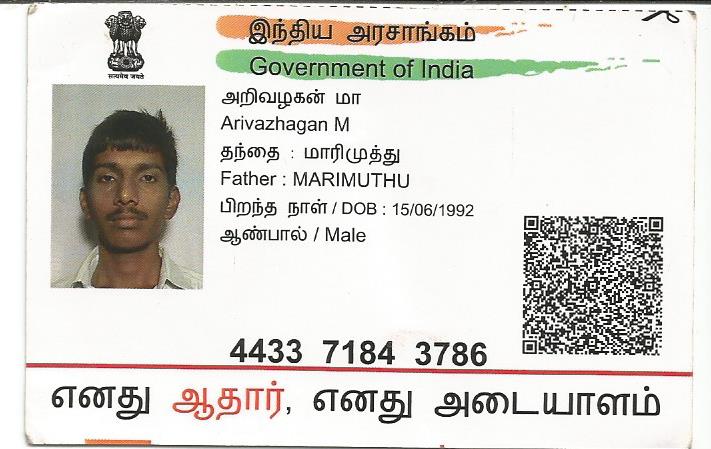 இந்திய அரசாங்கம்
Government of India
सत्यमेव जयते
அறிவழகன் மா
Arivazhagan M
தந்தை : மாரிமுத்து
Father : MARIMUTHU
பிறந்த நாள் / DOB : 15/06/1992
ஆண்பால் / Male
4433 7184 3786
எனது ஆதார், எனது அடையாளம்